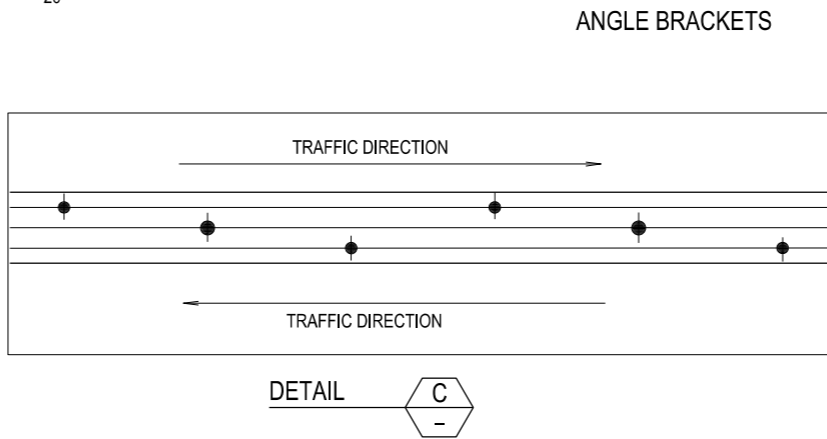 ANGLE BRACKETS
TRAFFIC DIRECTION
TRAFFIC DIRECTION
DETAIL
C
-